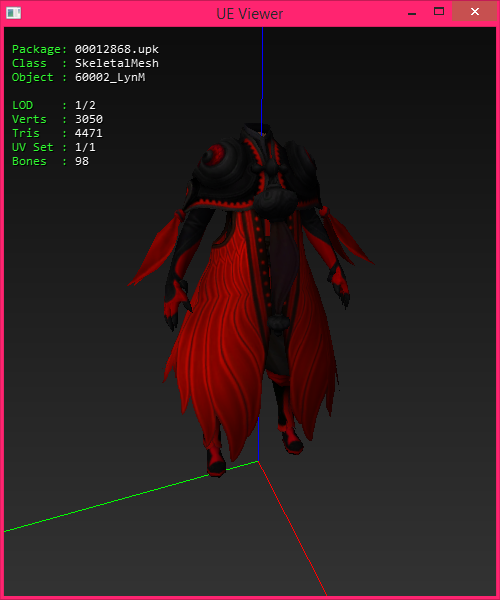 UE Viewer
Package: 00012868.upk
Class  : SkeletalMesh
Object : 60002_LynM
LOD    : 1/2
Verts  : 3050
Tris   : 4471
UV Set : 1/1
Bones  : 98